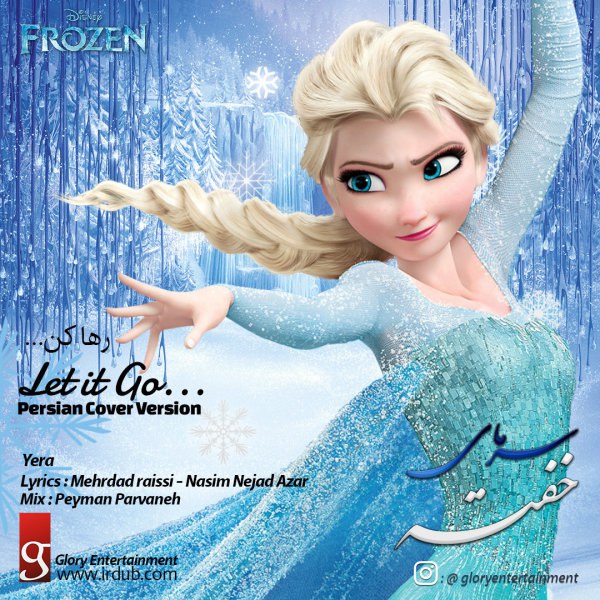 DISNEY
FROZEN
رها کن...
Let it Go...
Persian Cover Version
Yera
Lyrics : Mehrdad raissi - Nasim Nejad Azar
Mix : Peyman Parvaneh
سرمای
خفته
g
Glory Entertainment
www.irdub.com
: @ gloryentertainment